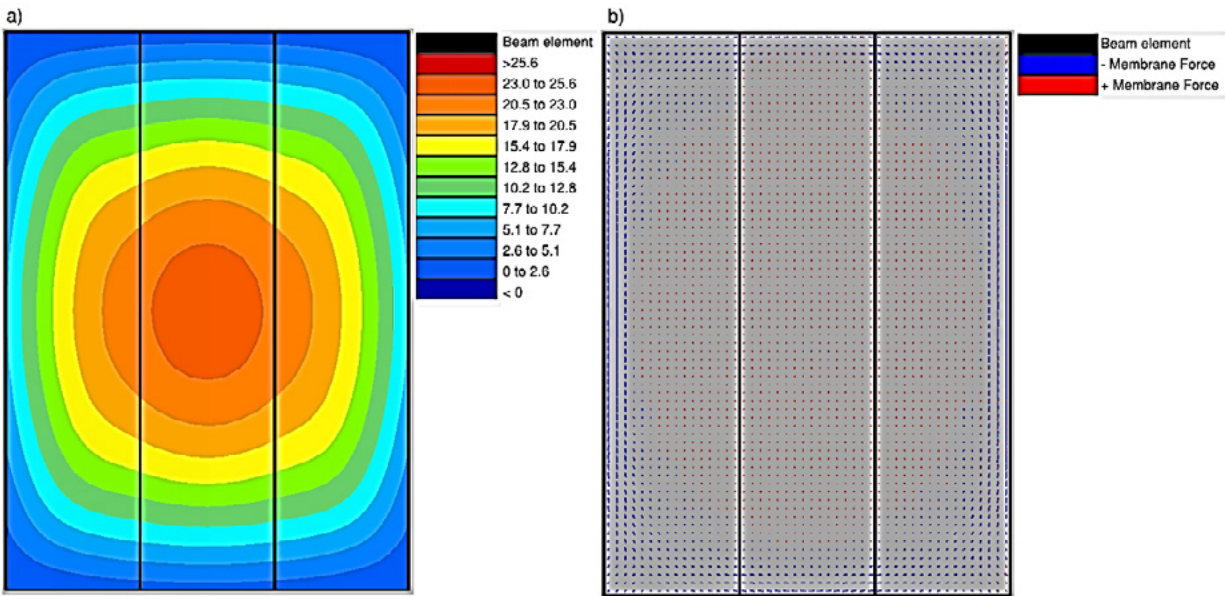 a)
Beam element
>25.6
23.0 to 25.6
20.5 to 23.0
17.9 to 20.5
15.4 to 17.9
12.8 to 15.4
10.2 to 12.8
7.7 to 10.2
5.1 to 7.7
2.6 to 5.1
0 to 2.6
< 0
b)
Beam element
- Membrane Force
+ Membrane Force